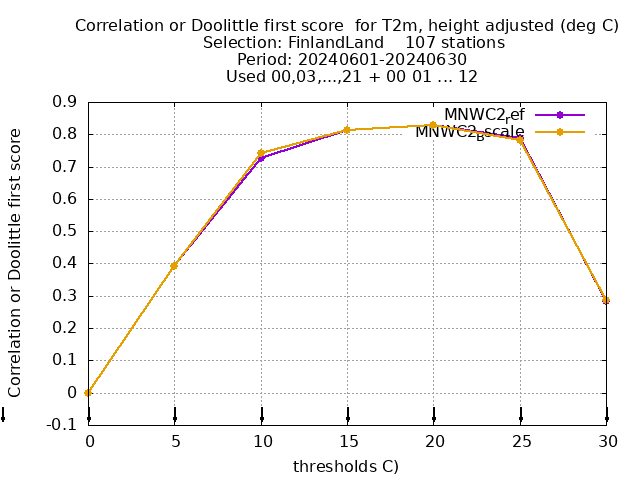 Correlation or Doolittle first score  for T2m, height adjusted (deg C)
Selection: FinlandLand    107 stations
Period: 20240601-20240630
Used 00,03,...,21 + 00 01 ... 12
Correlation or Doolittle first score
0.9
0.8
0.7
0.6
0.5
0.4
0.3
0.2
0.1
0
-0.1
MNWC2ref
MNWC2Bscale
0 5 10 15 20 25 30
thresholds C)